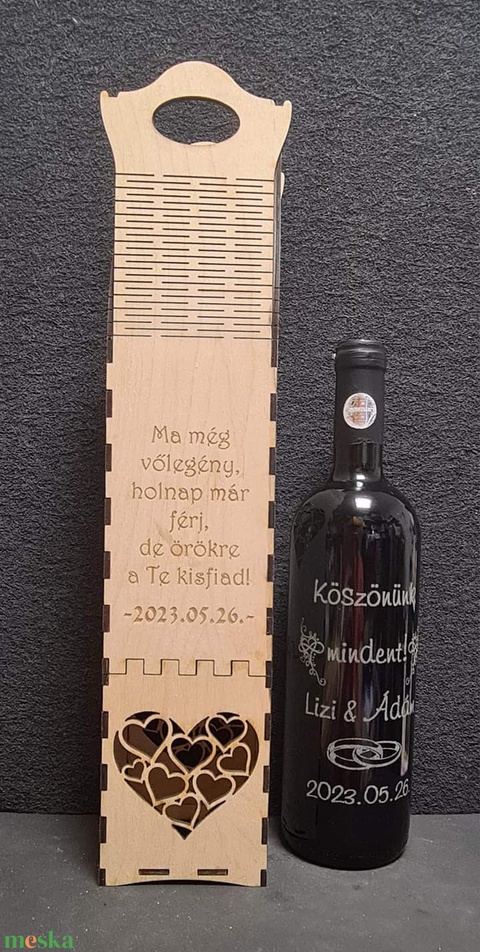 Ma még
vőlegény,
holnap már
férj,
de örökre
a Te kisfiad!
-2023.05.26.-
Köszönünk
mindent!
Lizi & Ádám
2023.05.26.
meska